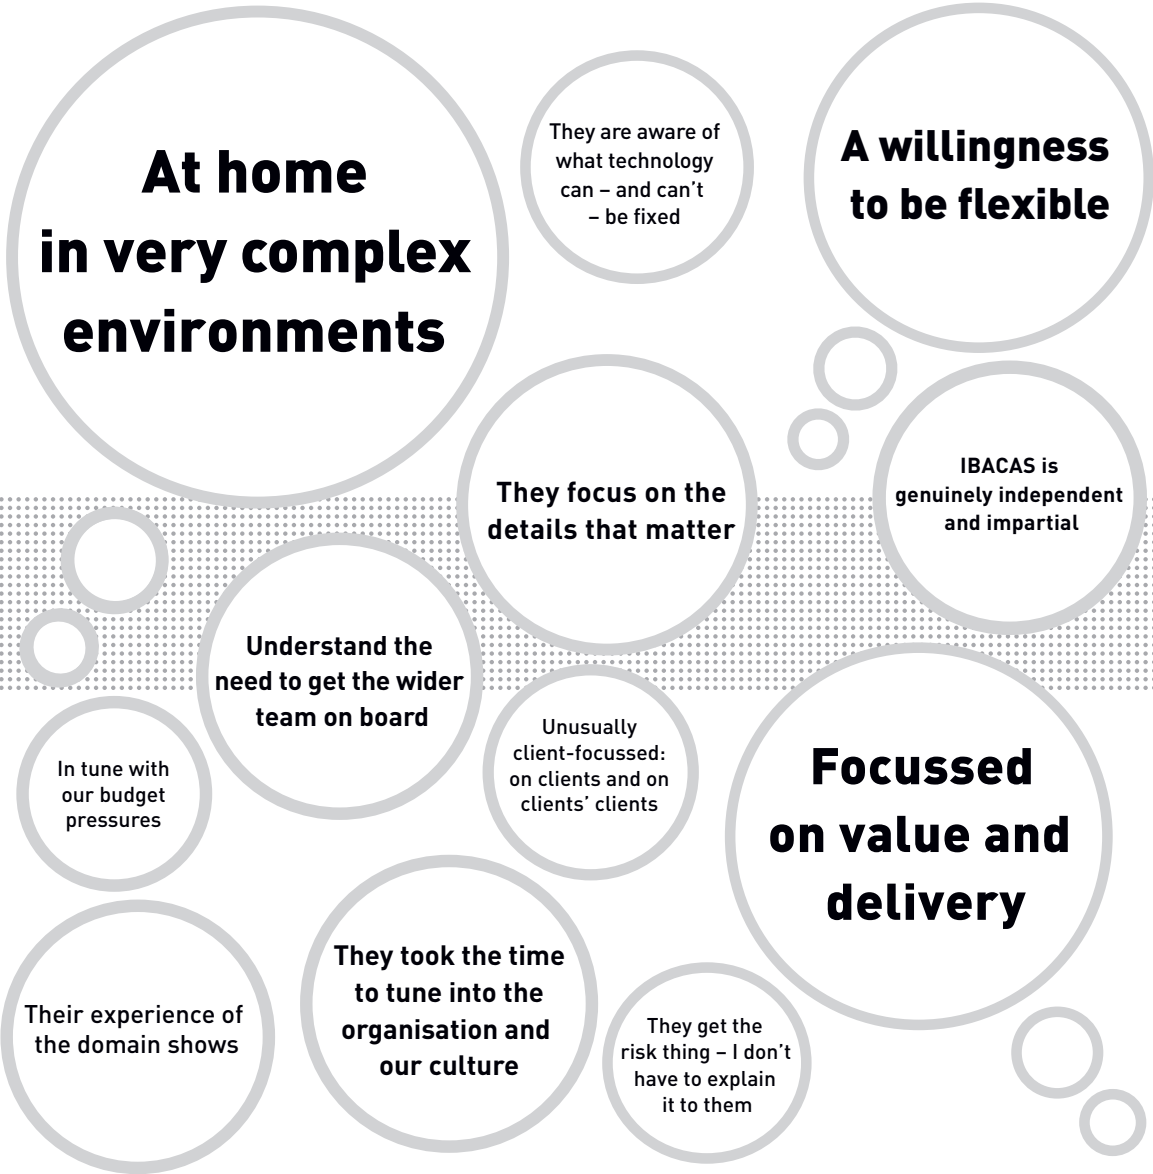 At home
in very complex
environments
They are aware of
what technology
can – and can't
– be fixed
A willingness
to be flexible
They focus on the
details that matter
IBACAS is
genuinely independent
and impartial
Understand the
need to get the wider
team on board
In tune with
our budget
pressures
Unusually
client-focussed:
on clients and on
clients' clients
Focussed
on value and
delivery
Their experience of
the domain shows
They took the time
to tune into the
organisation and
our culture
They get the
risk thing – I don't
have to explain
it to them